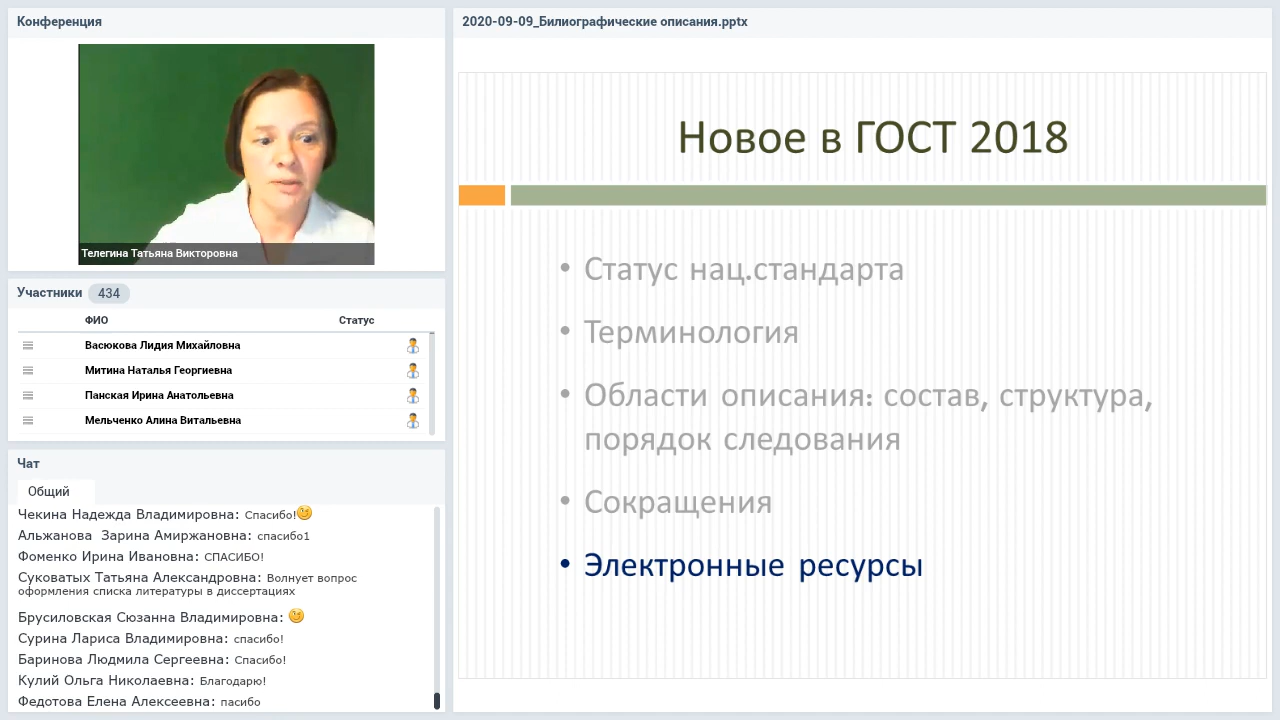 Конференция
Телегина Татьяна Викторовна
Участники 434
ФИО Статус
Васюкова Лидия Михайловна
Митина Наталья Георгиевна
Панская Ирина Анатольевна
Мельченко Алина Витальевна
Чат
Общий
Чекина Надежда Владимировна: Спасибо!
Альжанова Зарина Амиржановна: спасибо1
Фоменко Ирина Ивановна: СПАСИБО!
Суковатых Татьяна Александровна: Волнует вопрос
оформления списка литературы в диссертациях
Брусиловская Сюзанна Владимировна:
Сурина Лариса Владимировна: спасибо!
Баринова Людмила Сергеевна: Спасибо!
Кулий Ольга Николаевна: Благодарю!
Федотова Елена Алексеевна: пасибо
2020-09-09_Билиографические описания.pptx
Новое в ГОСТ 2018
• Статус нац.стандарта
• Терминология
• Области описания: состав, структура,
порядок следования
• Сокращения
• Электронные ресурсы